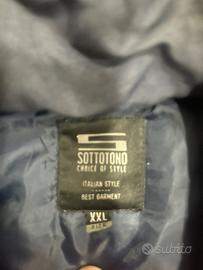 SOTTOTONO
CHOICE OF STYLE
ITALIAN STYLE
BEST GARMENT
XXL
subito